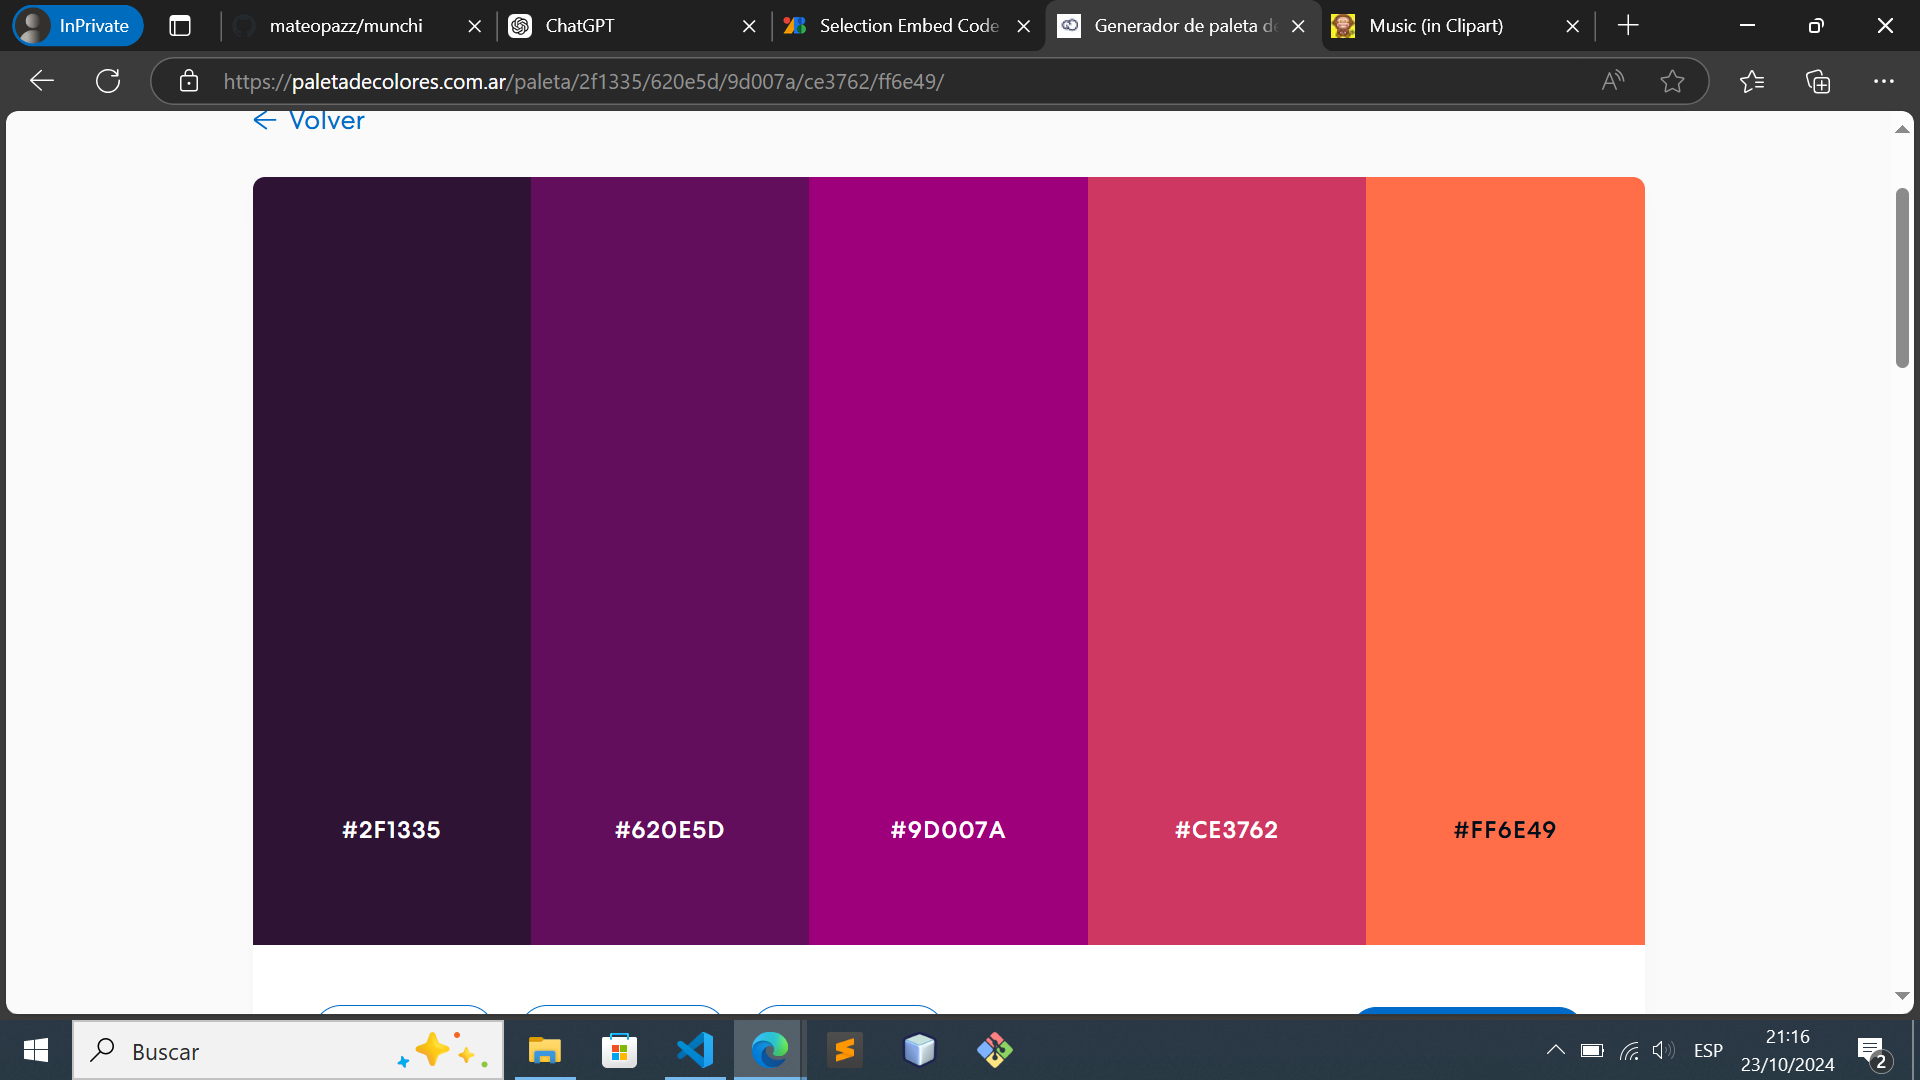 InPrivate
mateopazz/munchi
ChatGPT
Selection Embed Code
Generador de paleta de
Music (in Clipart)
https://paletadecolores.com.ar/paleta/2f1335/620e5d/9d007a/ce3762/ff6e49/
Volver
#2F1335
#620E5D
#9D007A
#CE3762
#FF6E49
Buscar
ESP
21:16
23/10/2024
2